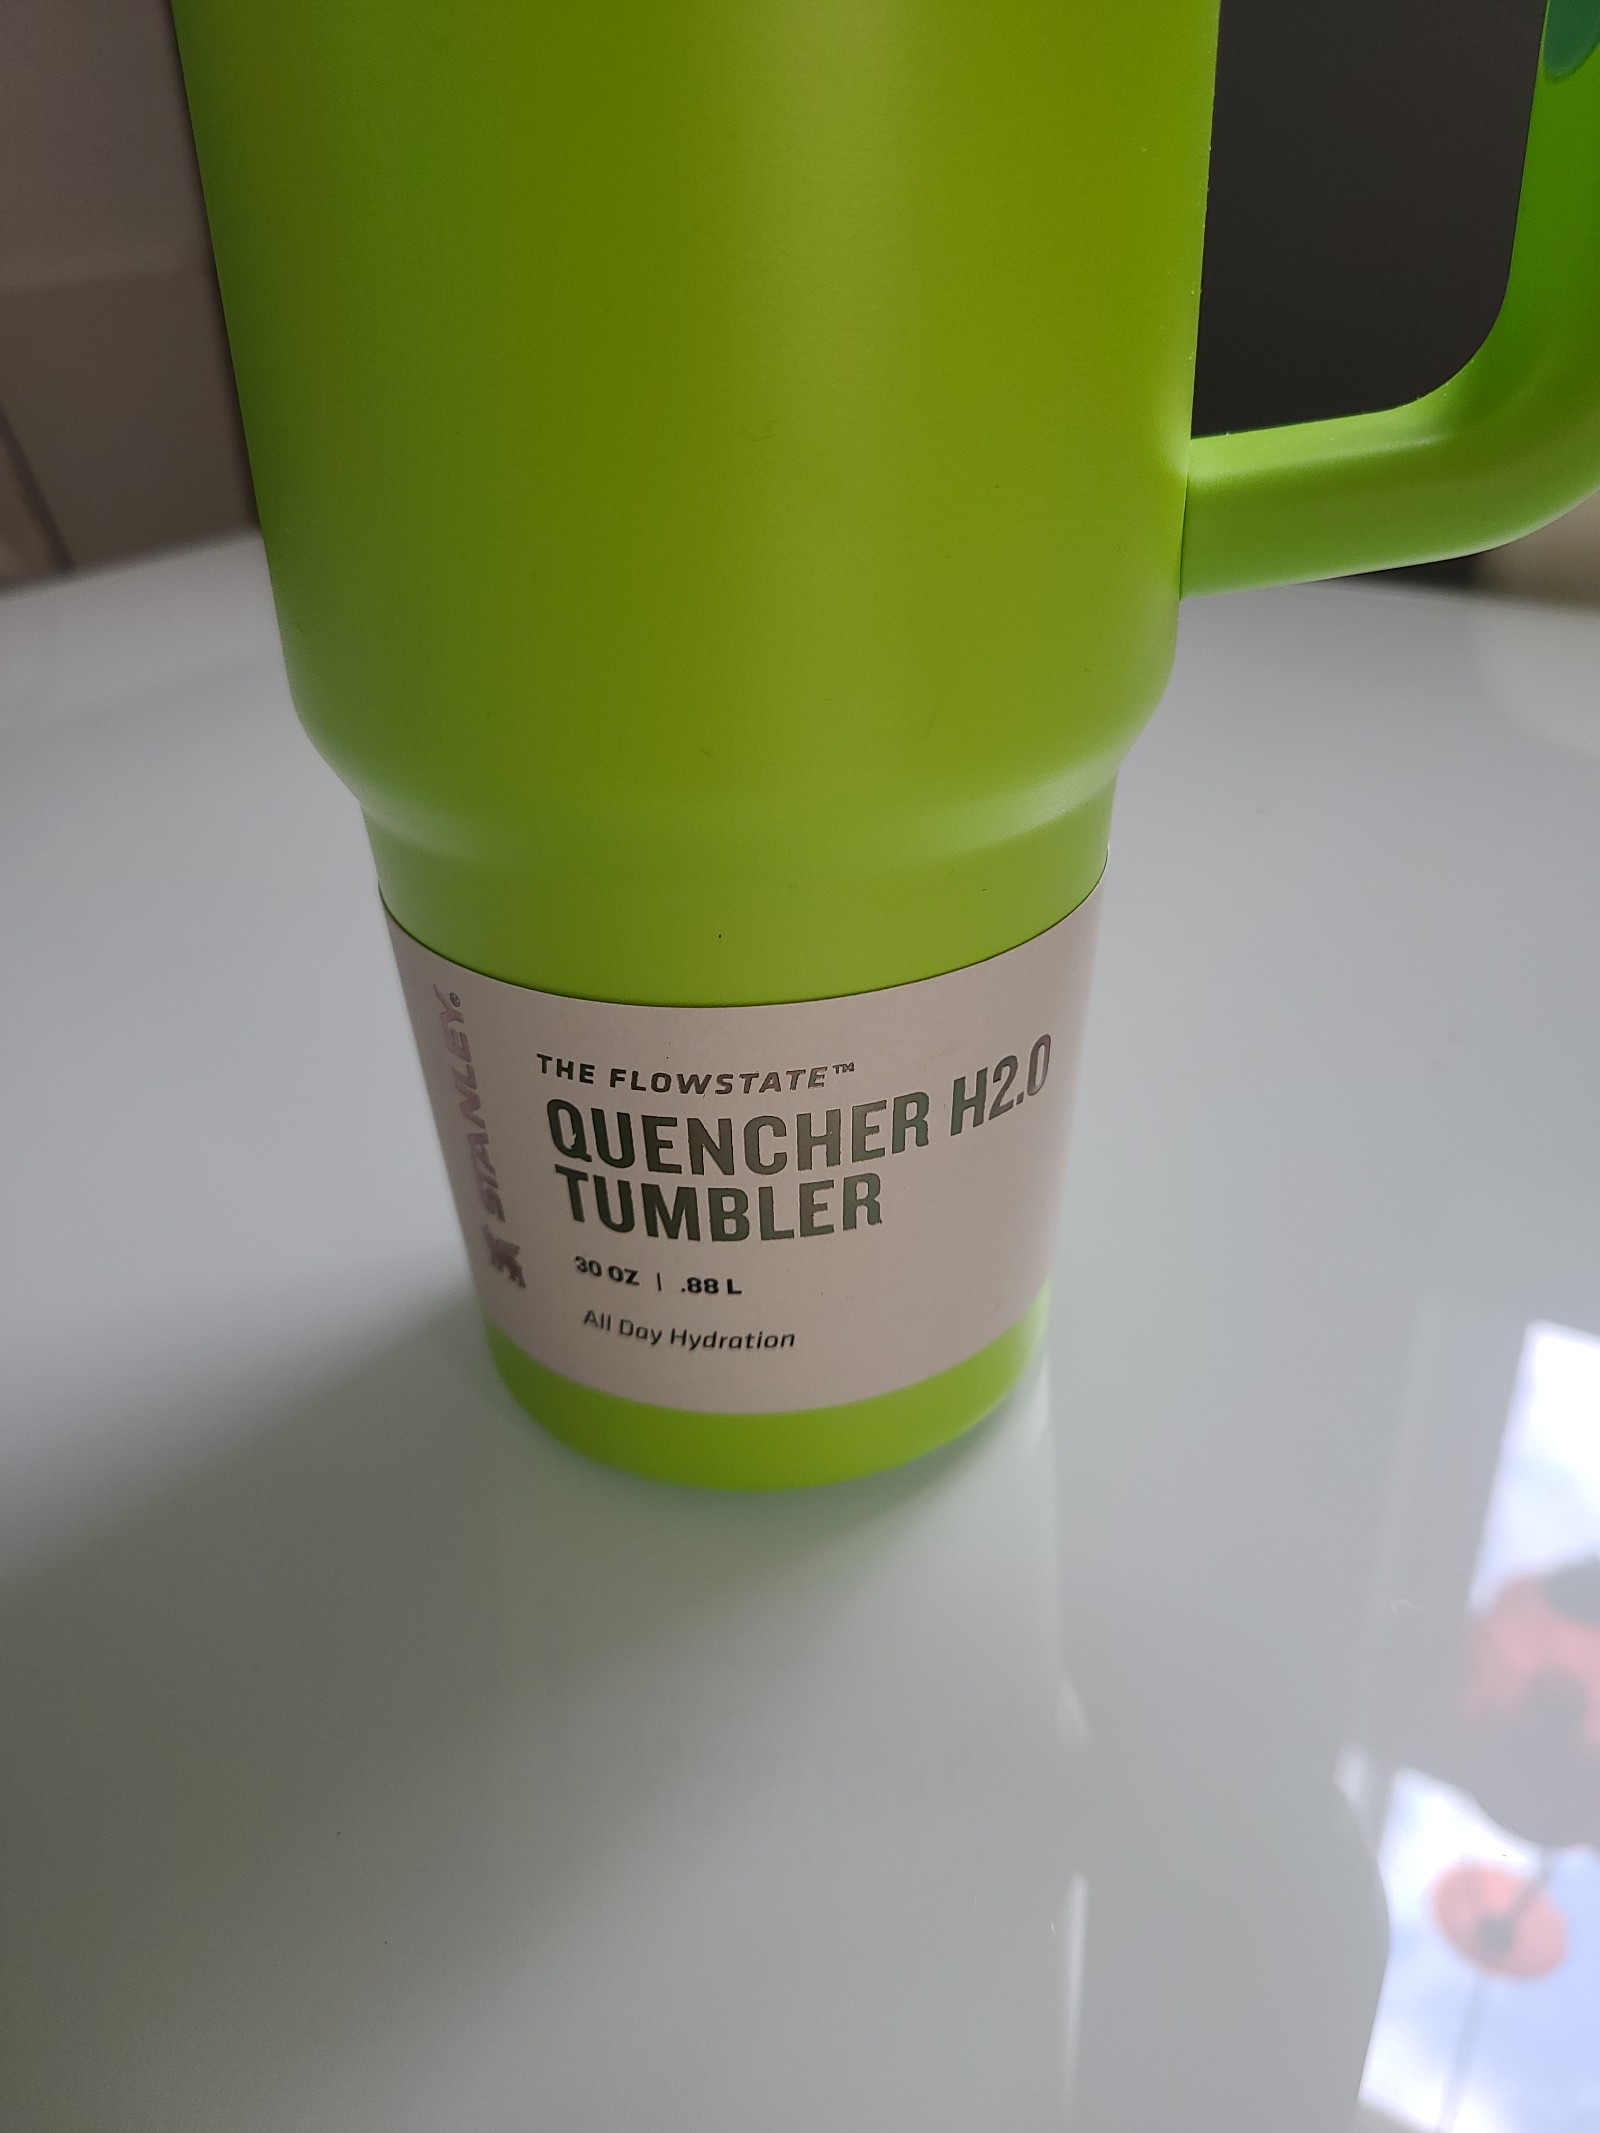 STANLEY®
THE FLOWSTATE™
QUENCHER H2.0
TUMBLER
30 OZ | .88 L
All Day Hydration